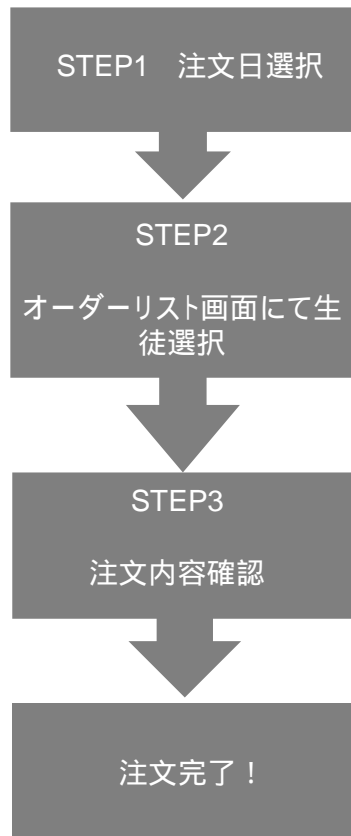 STEP1　注文日選択
STEP2
オーダーリスト画面にて生
徒選択
STEP3
注文内容確認
注文完了！